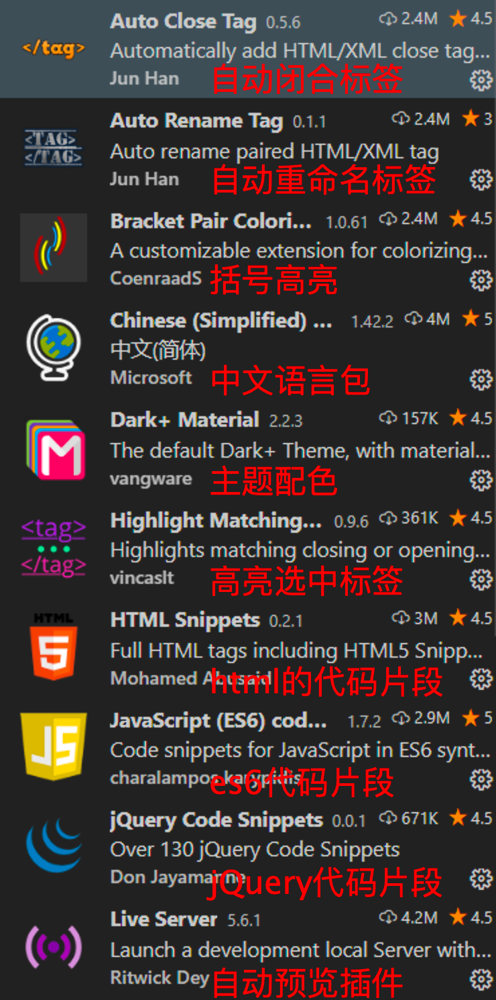 Auto Close Tag 0.5.6 2.4M 4.5
</tag>
Automatically add HTML/XML close tag...
Jun Han 自动闭合标签
Auto Rename Tag 0.1.1 2.4M 3
<TAG>
</TAG>
Auto rename paired HTML/XML tag
Jun Han 自动重命名标签
Bracket Pair Colori... 1.0.61 2.4M 4.5
A customizable extension for colorizing...
CoenraadS 括号高亮
Chinese (Simplified) ... 1.42.2 4M 5
中文(简体)
Microsoft 中文语言包
Dark+ Material 2.2.3 157K 4.5
M
The default Dark+ Theme, with material...
vangware 主题配色
Highlight Matching... 0.9.6 361K 4.5
<tag>
...
</tag>
Highlights matching closing or opening...
vincaslt 高亮选中标签
HTML
HTML Snippets 0.2.1 3M 4.5
5
Full HTML tags including HTML5 Snipp...
Mohamed Abusaid html的代码片段
JavaScript (ES6) cod... 1.7.2 2.9M 5
JS
Code snippets for JavaScript in ES6 synt...
charalampos karypidis es6代码片段
jQuery Code Snippets 0.0.1 671K 4.5
Over 130 jQuery Code Snippets
Don Jayamanne jQuery代码片段
Live Server 5.6.1 4.2M 4.5
Launch a development local Server with...
Ritwick Dey 自动预览插件